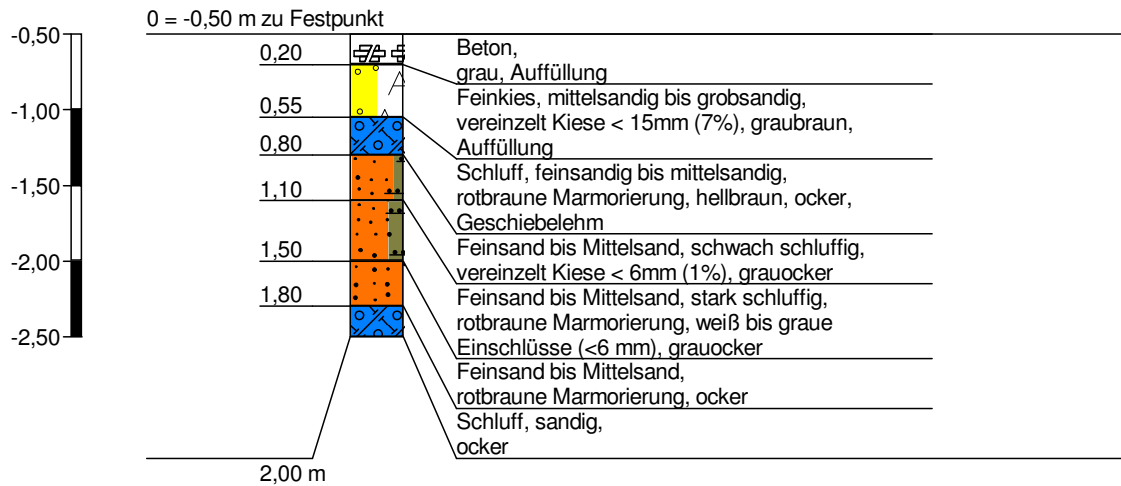 0 = -0,50 m zu Festpunkt
-0,50
-1,00
-1,50
-2,00
-2,50
0,20
0,55
0,80
1,10
1,50
1,80
2,00 m
Beton,
grau, Auffüllung
Feinkies, mittelsandig bis grobsandig,
vereinzelt Kiese < 15mm (7%), graubraun,
Auffüllung
Schluff, feinsandig bis mittelsandig,
rotbraune Marmorierung, hellbraun, ocker,
Geschiebelehm
Feinsand bis Mittelsand, schwach schluffig,
vereinzelt Kiese < 6mm (1%), grauocker
Feinsand bis Mittelsand, stark schluffig,
rotbraune Marmorierung, weiß bis graue
Einschlüsse (<6 mm), grauocker
Feinsand bis Mittelsand,
rotbraune Marmorierung, ocker
Schluff, sandig,
ocker